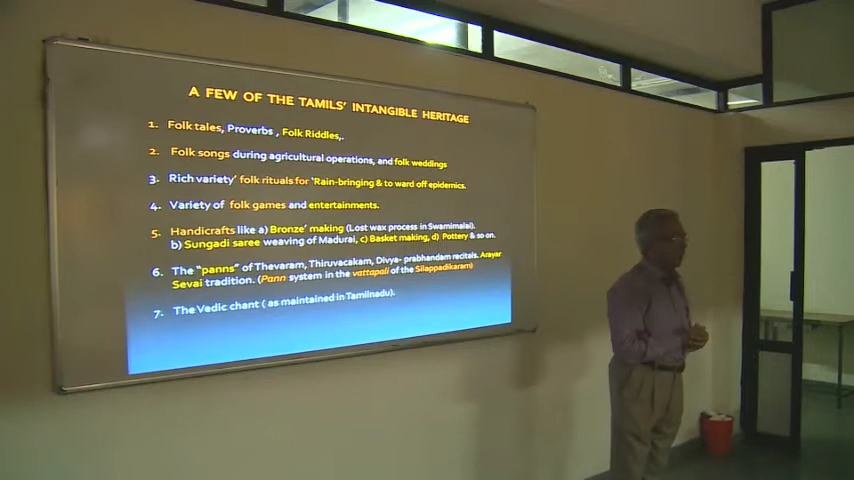 A FEW OF THE TAMILS' INTANGIBLE HERITAGE
1. Folk tales, Proverbs , Folk Riddles,.
2. Folk songs during agricultural operations, and folk weddings
3. Rich variety' folk rituals for 'Rain-bringing & to ward off epidemics.
4. Variety of folk games and entertainments.
5. Handicrafts like a) Bronze' making (Lost wax process in Swamimalai).
b) Sungadi saree weaving of Madurai, c) Basket making, d) Pottery & so on.
6. The "panns" of Thevaram, Thiruvacakam, Divya- prabhandam recitals. Arayar
Sevai tradition. (Pann system in the vattapali of the Silappadikaram)
7. The Vedic chant ( as maintained in Tamilnadu).